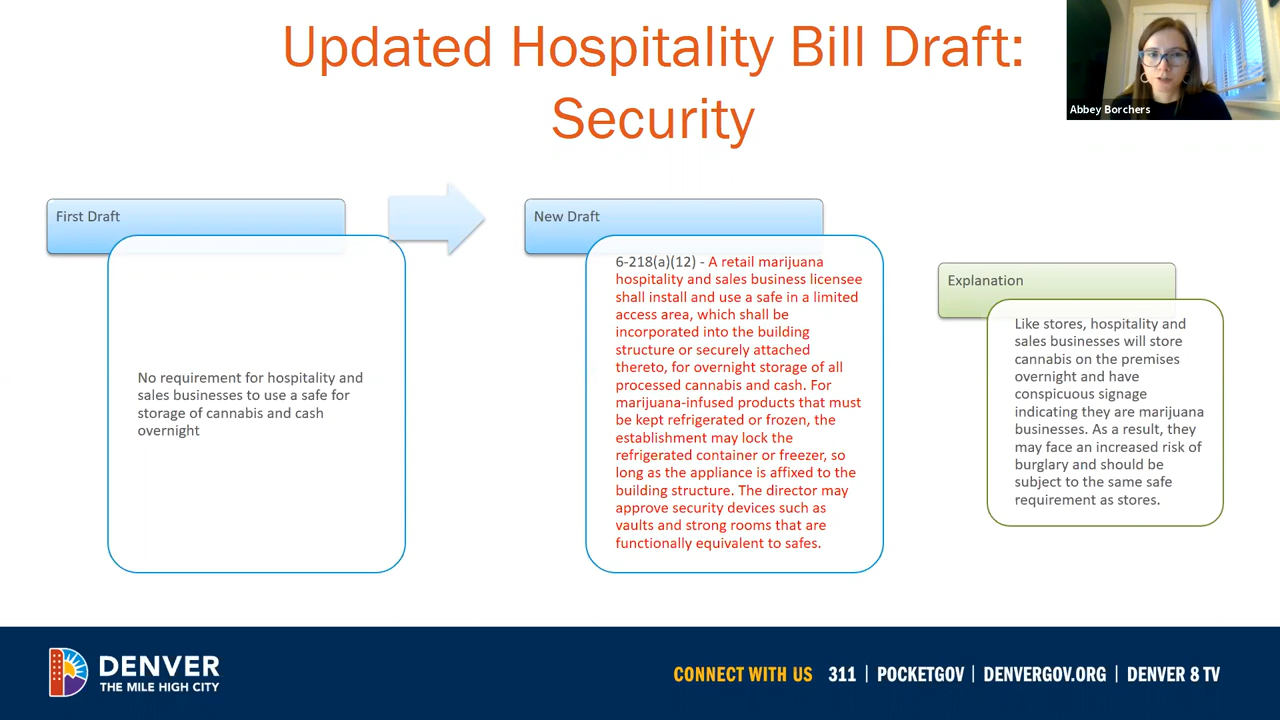 Updated Hospitality Bill Draft:
Security
Abbey Borchers
First Draft
No requirement for hospitality and
sales businesses to use a safe for
storage of cannabis and cash
overnight
New Draft
6-218(a)(12) - A retail marijuana
hospitality and sales business licensee
shall install and use a safe in a limited
access area, which shall be
incorporated into the building
structure or securely attached
thereto, for overnight storage of all
processed cannabis and cash. For
marijuana-infused products that must
be kept refrigerated or frozen, the
establishment may lock the
refrigerated container or freezer, so
long as the appliance is affixed to the
building structure. The director may
approve security devices such as
vaults and strong rooms that are
functionally equivalent to safes.
Explanation
Like stores, hospitality and
sales businesses will store
cannabis on the premises
overnight and have
conspicuous signage
indicating they are marijuana
businesses. As a result, they
may face an increased risk of
burglary and should be
subject to the same safe
requirement as stores.
DENVER
THE MILE HIGH CITY
CONNECT WITH US 311 | POCKETGOV | DENVERGOV.ORG | DENVER 8 TV